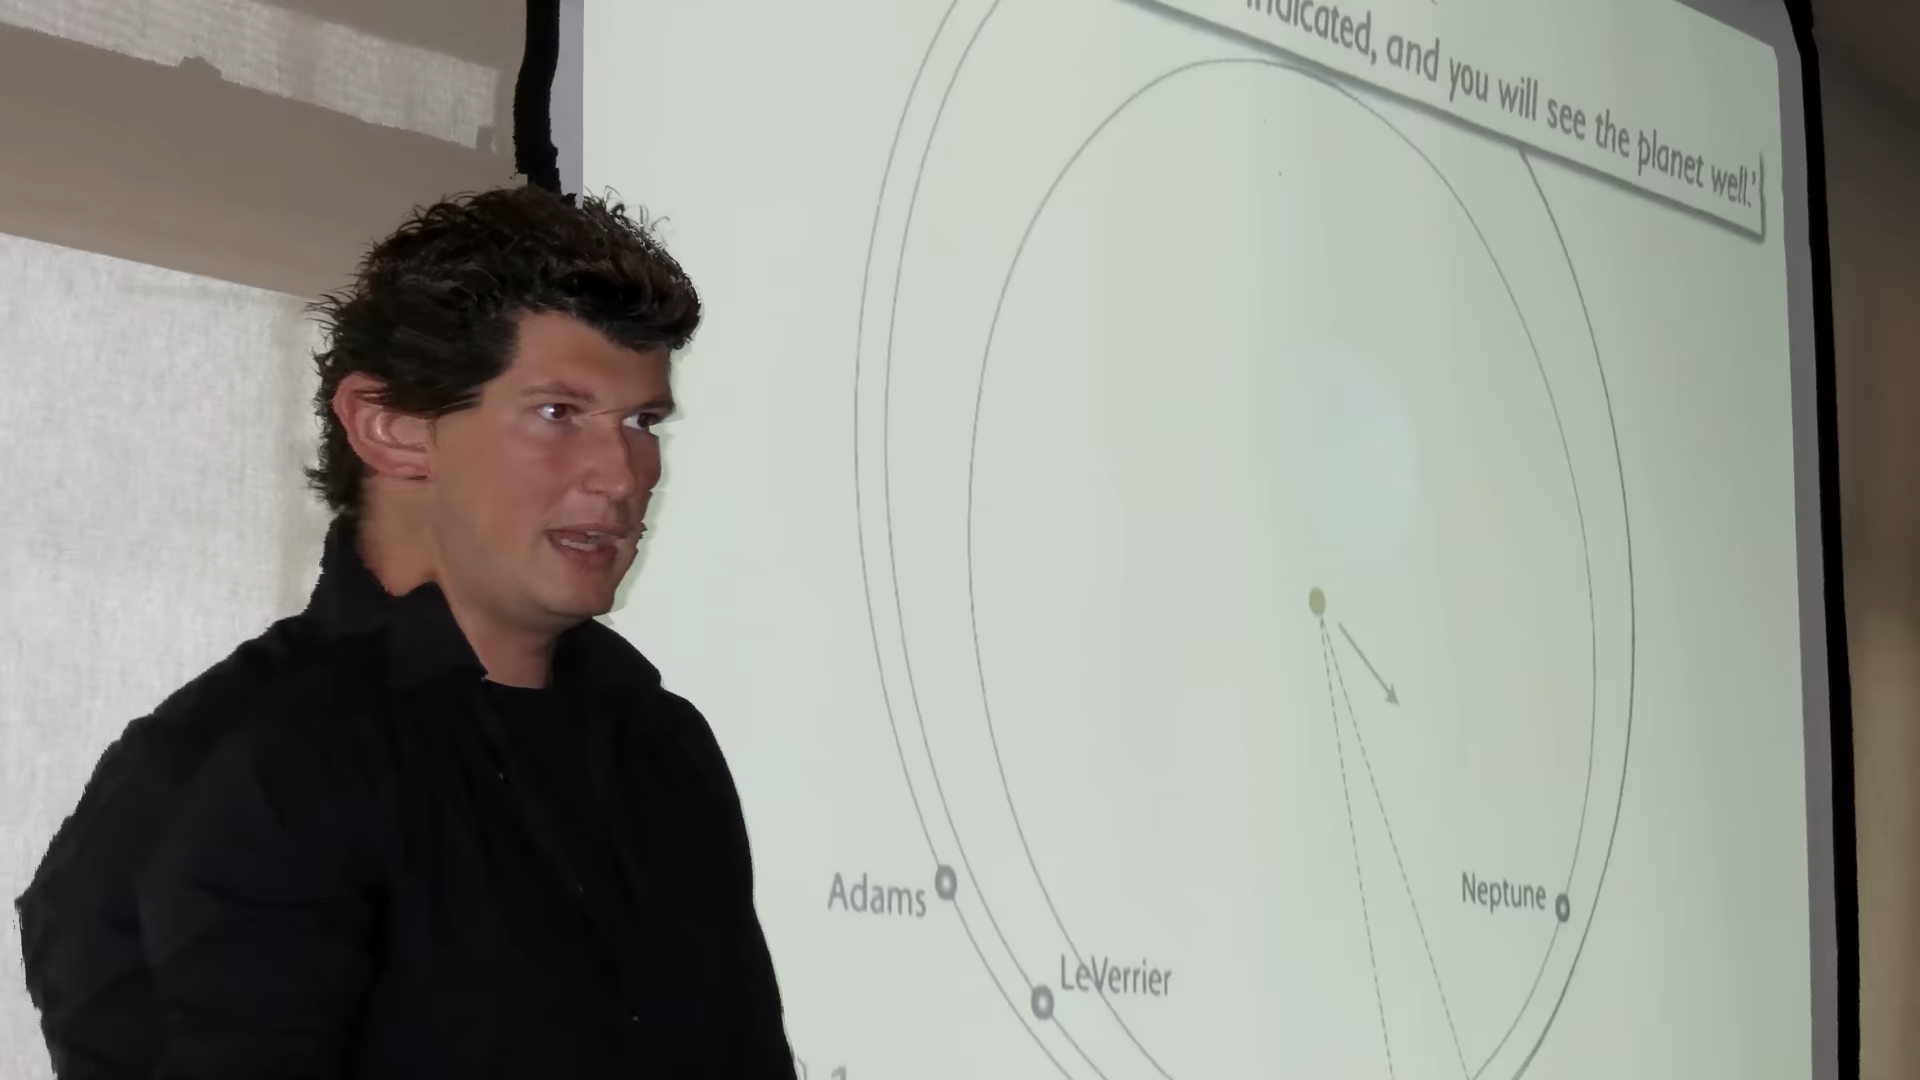 indicated, and you will see the planet well.'
Adams
Neptune
LeVerrier